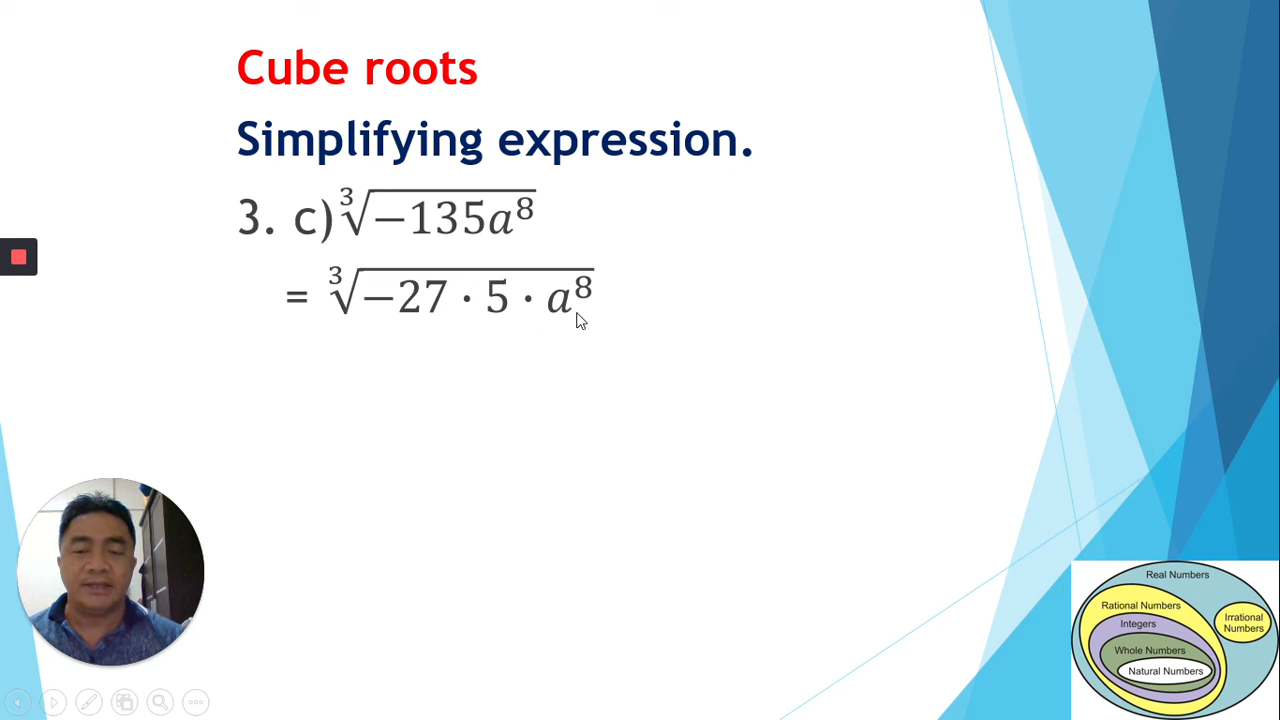 Cube roots
Simplifying expression.
3. c) ∛−135a⁸
= ∛−27 · 5 · a⁸
Real Numbers
Rational Numbers
Irrational
Numbers
Integers
Whole Numbers
Natural Numbers